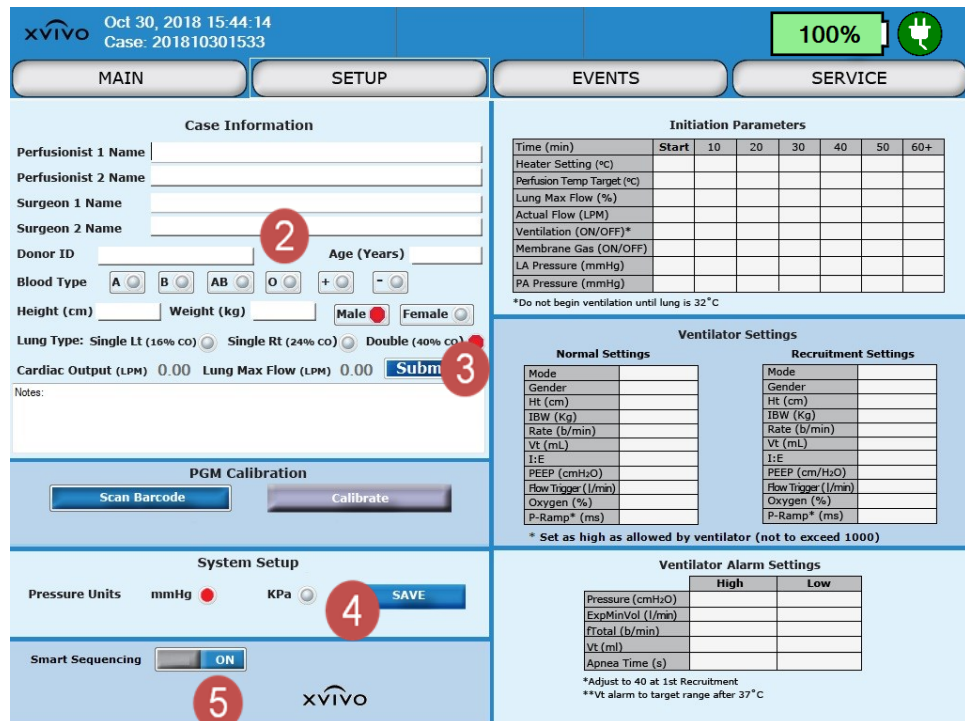 xvivo
Oct 30, 2018 15:44:14
Case: 201810301533
100%
MAIN
SETUP
EVENTS
SERVICE
Case Information
Perfusionist 1 Name
Perfusionist 2 Name
Surgeon 1 Name
Surgeon 2 Name
2
Donor ID
Age (Years)
Blood Type A B AB O + -
Height (cm) Weight (kg) Male Female
Lung Type: Single Lt (16% CO) Single Rt (24% CO) Double (40% CO)
Cardiac Output (LPM) 0.00 Lung Max Flow (LPM) 0.00 Subm
3
Notes:
PGM Calibration
Scan Barcode
Calibrate
System Setup
Pressure Units mmHg KPa SAVE
4
Smart Sequencing ON
5
xvivo
Initiation Parameters
Time (min) Start 10 20 30 40 50 60+
Heater Setting (ºC)
Perfusion Temp Target (ºC)
Lung Max Flow (%)
Actual Flow (LPM)
Ventilation (ON/OFF)*
Membrane Gas (ON/OFF)
LA Pressure (mmHg)
PA Pressure (mmHg)
*Do not begin ventilation until lung is 32˚C
Ventilator Settings
Normal Settings
Mode
Gender
Ht (cm)
IBW (Kg)
Rate (b/min)
Vt (mL)
I:E
PEEP (cmH₂O)
Flow Trigger (l/min)
Oxygen (%)
P-Ramp* (ms)
Recruitment Settings
Mode
Gender
Ht (cm)
IBW (Kg)
Rate (b/min)
Vt (mL)
I:E
PEEP (cm/H₂O)
Flow Trigger (l/min)
Oxygen (%)
P-Ramp* (ms)
* Set as high as allowed by ventilator (not to exceed 1000)
Ventilator Alarm Settings
High Low
Pressure (cmH₂O)
ExpMinVol (l/min)
fTotal (b/min)
Vt (ml)
Apnea Time (s)
*Adjust to 40 at 1st Recruitment
**Vt alarm to target range after 37˚C